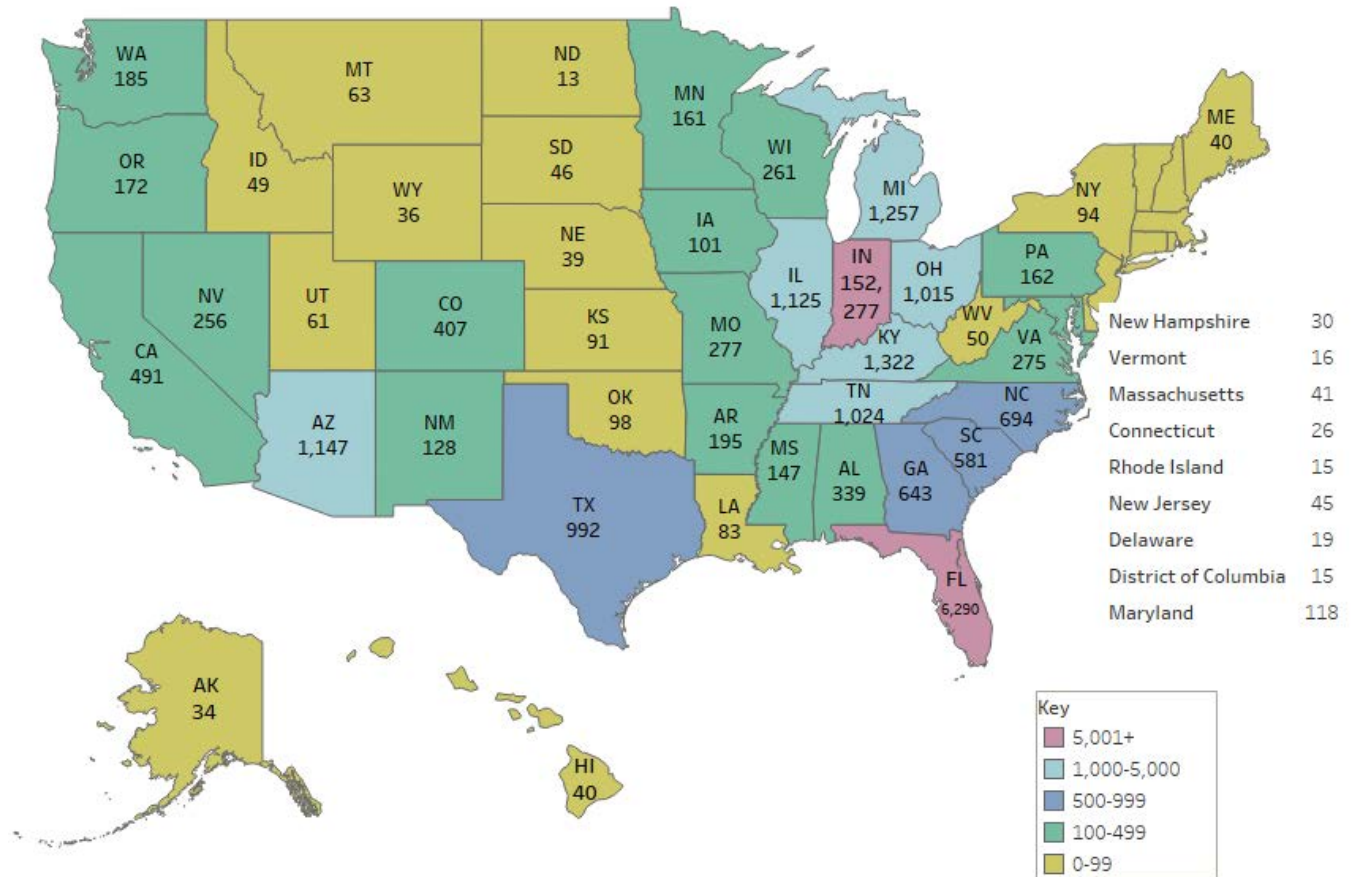 WA
185
MT
63
ND
13
MN
161
ME
40
OR
172
ID
49
SD
46
WI
261
WY
36
MI
1,257
NY
94
NE
39
IA
101
PA
162
NV
256
UT
61
CO
407
KS
91
MO
277
IL
1,125
IN
152,
277
OH
1,015
WV
50
VA
275
KY
1,322
CA
491
AZ
1,147
NM
128
OK
98
AR
195
TN
1,024
NC
694
SC
581
MS
147
AL
339
GA
643
TX
992
LA
83
FL
6,290
AK
34
HI
40
New Hampshire 30
Vermont 16
Massachusetts 41
Connecticut 26
Rhode Island 15
New Jersey 45
Delaware 19
District of Columbia 15
Maryland 118
Key
5,001+
1,000-5,000
500-999
100-499
0-99